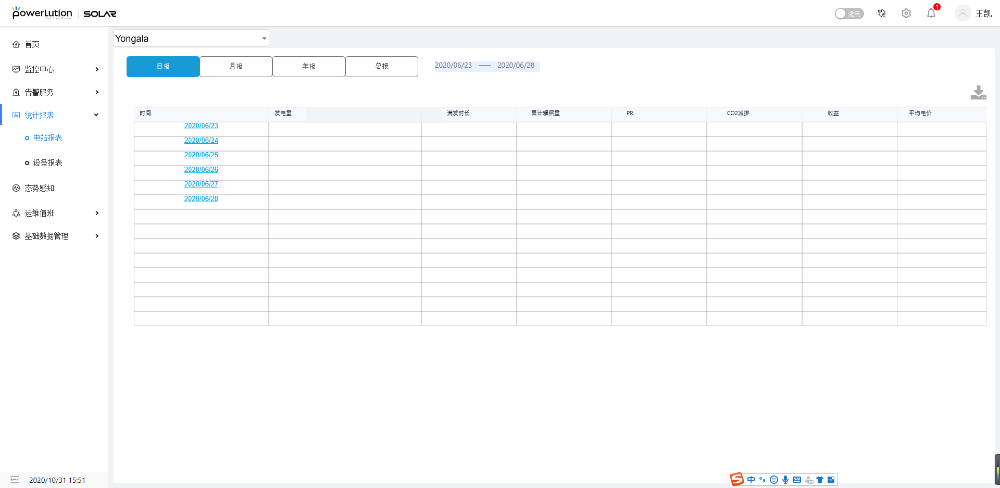 powerLution SOLAR
浅色
1
王凯
首页
监控中心
告警服务
统计报表
电站报表
设备报表
态势感知
运维值班
基础数据管理
2020/10/31 15:51
Yongala
日报 月报 年报 总报 2020/06/23 —— 2020/06/28
时间 发电量 满发时长 累计辐照量 PR CO2减排 收益 平均电价
2020/06/23
2020/06/24
2020/06/25
2020/06/26
2020/06/27
2020/06/28
S 中